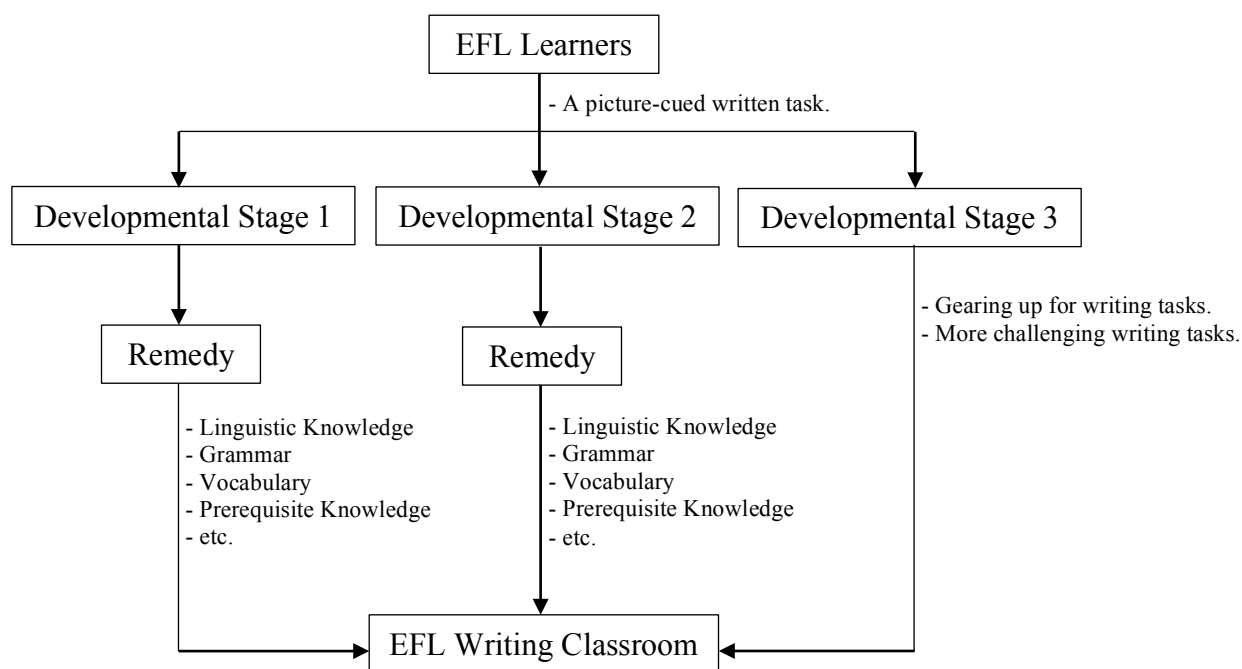 EFL Learners
- A picture-cued written task.
Developmental Stage 1
Developmental Stage 2
Developmental Stage 3
- Gearing up for writing tasks.
- More challenging writing tasks.
Remedy
Remedy
- Linguistic Knowledge
- Grammar
- Vocabulary
- Prerequisite Knowledge
- etc.
- Linguistic Knowledge
- Grammar
- Vocabulary
- Prerequisite Knowledge
- etc.
EFL Writing Classroom